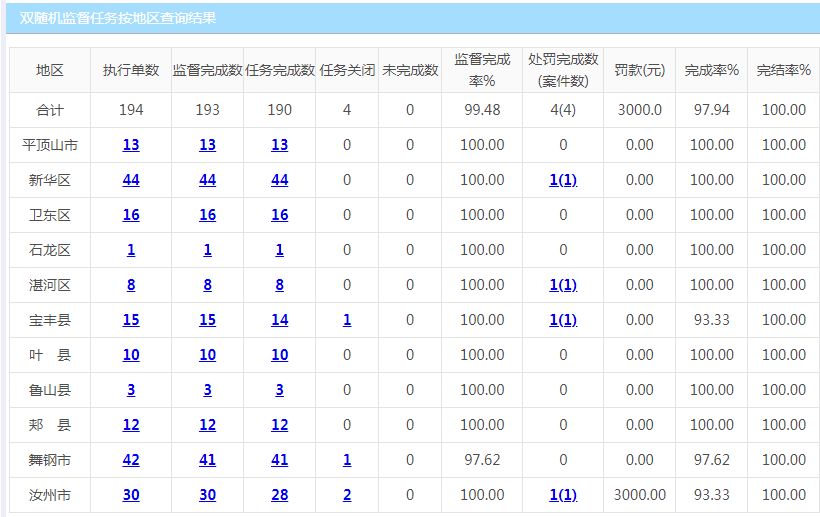 双随机监督任务按地区查询结果
地区 执行单数 监督完成数 任务完成数 任务关闭 未完成数 监督完成率% 处罚完成数(案件数) 罚款(元) 完成率% 完结率%
合计 194 193 190 4 0 99.48 4(4) 3000.0 97.94 100.00
平顶山市 13 13 13 0 0 100.00 0 0.00 100.00 100.00
新华区 44 44 44 0 0 100.00 1(1) 0.00 100.00 100.00
卫东区 16 16 16 0 0 100.00 0 0.00 100.00 100.00
石龙区 1 1 1 0 0 100.00 0 0.00 100.00 100.00
湛河区 8 8 8 0 0 100.00 1(1) 0.00 100.00 100.00
宝丰县 15 15 14 1 0 100.00 1(1) 0.00 93.33 100.00
叶 县 10 10 10 0 0 100.00 0 0.00 100.00 100.00
鲁山县 3 3 3 0 0 100.00 0 0.00 100.00 100.00
郏 县 12 12 12 0 0 100.00 0 0.00 100.00 100.00
舞钢市 42 41 41 1 0 97.62 0 0.00 97.62 100.00
汝州市 30 30 28 2 0 100.00 1(1) 3000.00 93.33 100.00